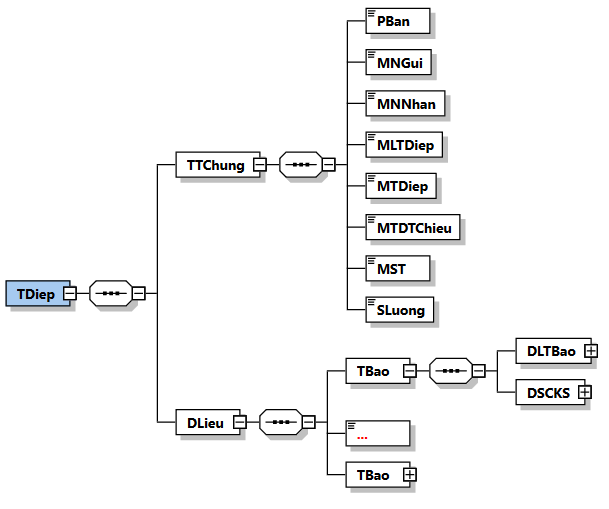 PBan
MNGui
MNNhan
MLTDiep
MTDiep
MTDTChieu
MST
SLuong
TTChung
TDiep
DLieu
TBao
DLTBao
DSCKS
...
TBao